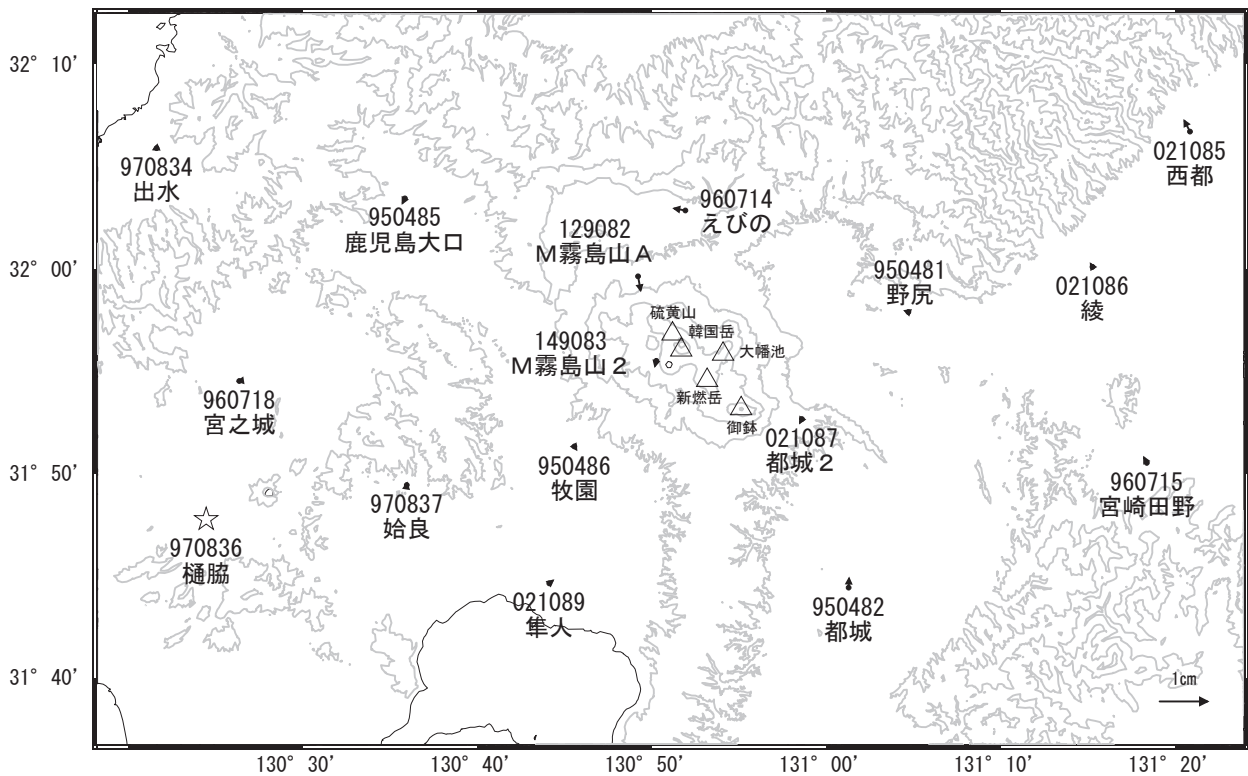 32° 10′
32° 00′
31° 50′
31° 40′
970834
出水
950485
鹿児島大口
129082
M霧島山A
960714
えびの
021085
西都
950481
野尻
021086
綾
149083
M霧島山2
硫黄山
韓国岳
大幡池
新燃岳
御鉢
960718
宮之城
950486
牧園
021087
都城2
970837
姶良
960715
宮崎田野
970836
樋脇
021089
隼人
950482
都城
1cm
130° 30′
130° 40′
130° 50′
131° 00′
131° 10′
131° 20′